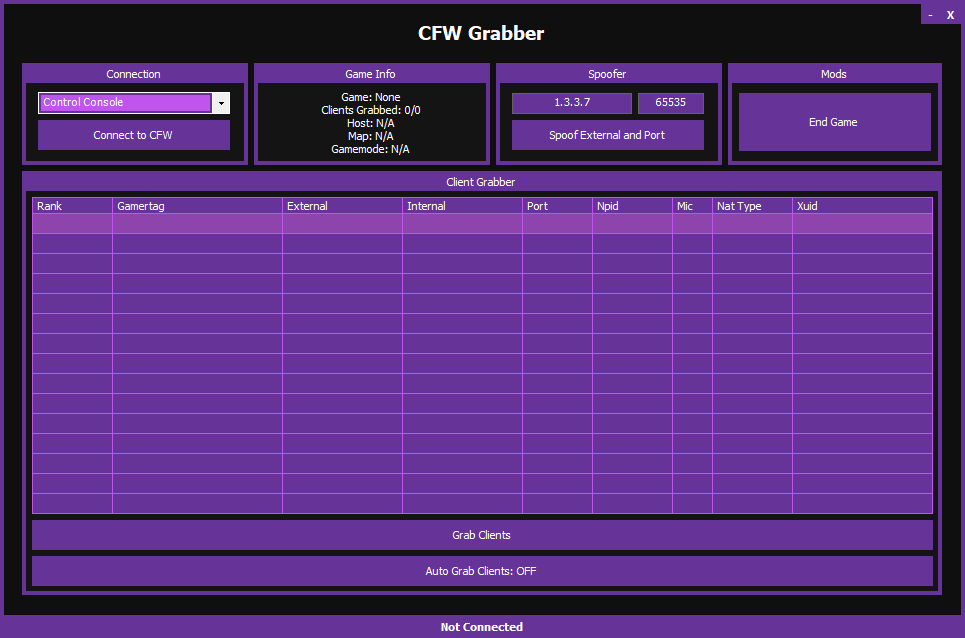 - X
CFW Grabber
Connection
Control Console
Connect to CFW
Game Info
Game: None
Clients Grabbed: 0/0
Host: N/A
Map: N/A
Gamemode: N/A
Spoofer
1.3.3.7 65535
Spoof External and Port
Mods
End Game
Client Grabber
Rank Gamertag External Internal Port Npid Mic Nat Type Xuid
Grab Clients
Auto Grab Clients: OFF
Not Connected